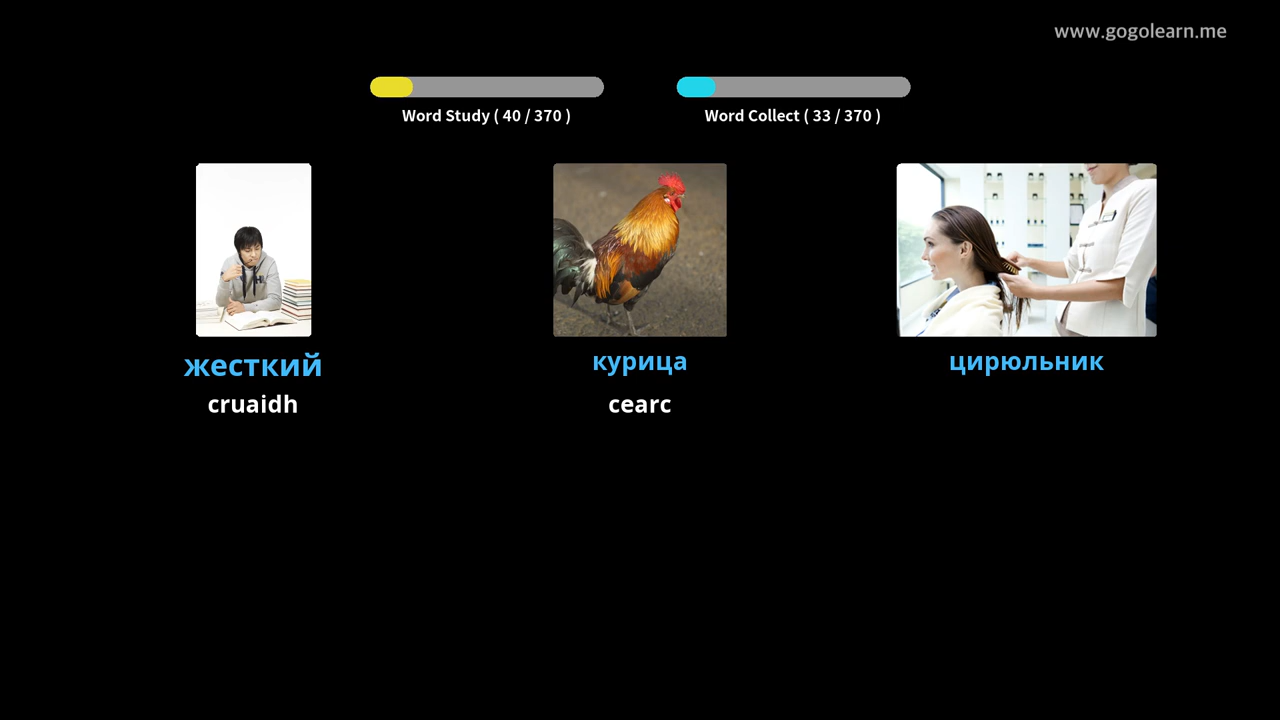 www.gogolearn.me
Word Study ( 40 / 370 )
Word Collect ( 33 / 370 )
жесткий
курица
цирюльник
cruaidh
cearc